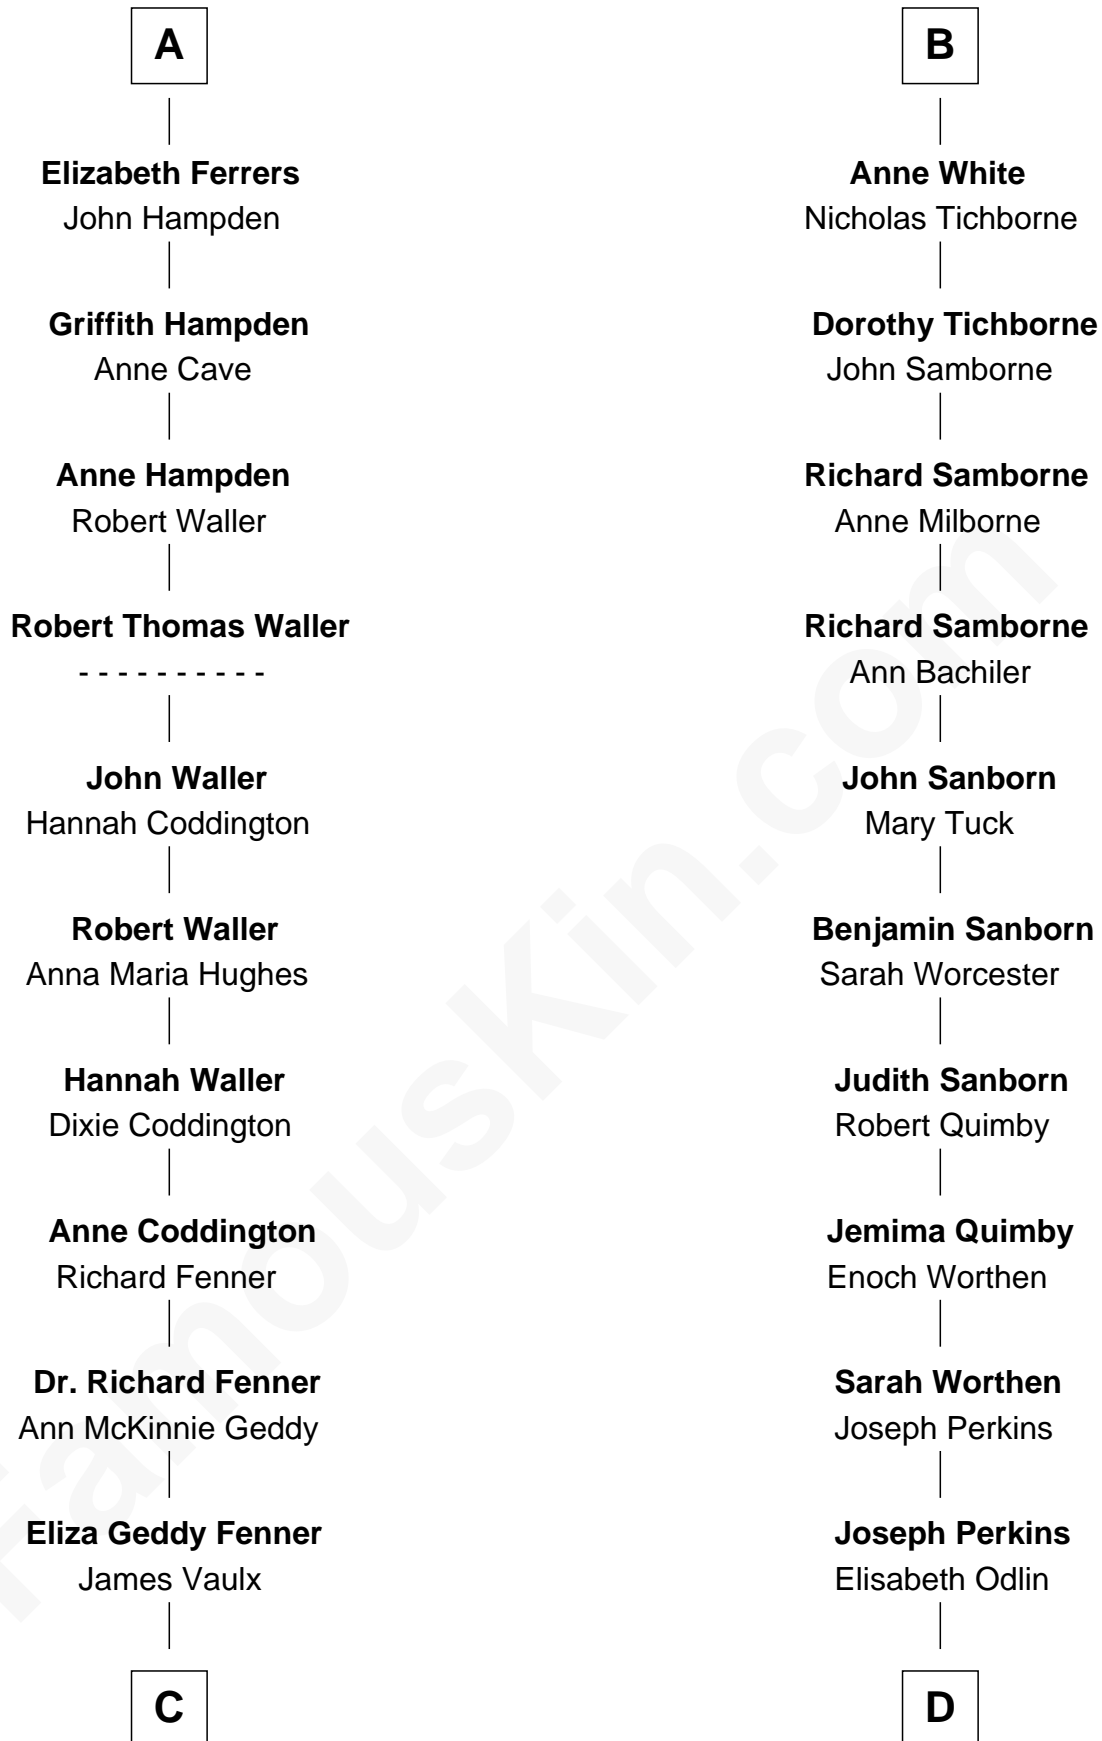 A
Elizabeth Ferrers
John Hampden
Griffith Hampden
Anne Cave
Anne Hampden
Robert Waller
Robert Thomas Waller
- - - - - - - - - -
John Waller
Hannah Coddington
Robert Waller
Anna Maria Hughes
Hannah Waller
Dixie Coddington
Anne Coddington
Richard Fenner
Dr. Richard Fenner
Ann McKinnie Geddy
Eliza Geddy Fenner
James Vaulx
C
B
Anne White
Nicholas Tichborne
Dorothy Tichborne
John Samborne
Richard Samborne
Anne Milborne
Richard Samborne
Ann Bachiler
John Sanborn
Mary Tuck
Benjamin Sanborn
Sarah Worcester
Judith Sanborn
Robert Quimby
Jemima Quimby
Enoch Worthen
Sarah Worthen
Joseph Perkins
Joseph Perkins
Elisabeth Odlin
D
FamousKin.com